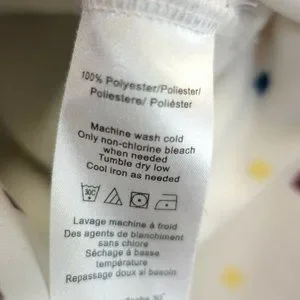 100% Polyester/Poliester/
Poliestere/ Poliéster
Machine wash cold
Only non-chlorine bleach
when needed
Tumble dry low
Cool iron as needed
30C
Lavage machine à froid
Des agents de blanchiment
sans chlore
Séchage à basse
température
Repassage doux si besoin